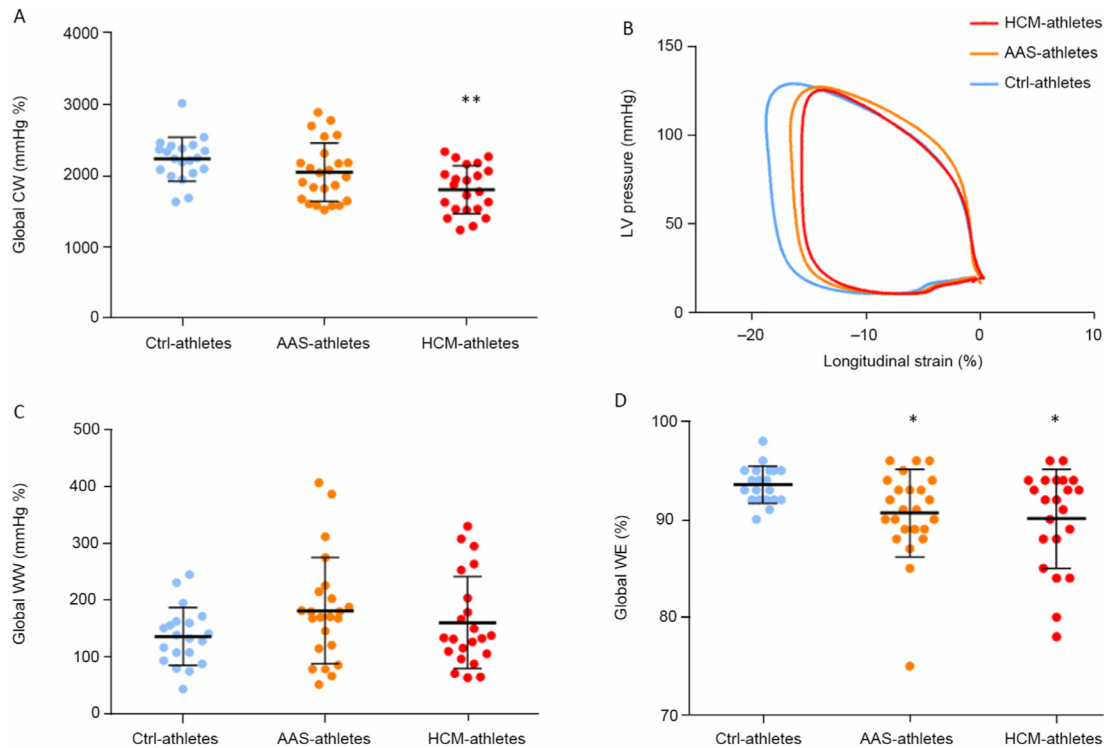 A
Global CW (mmHg %)
4000
3000
2000
1000
0
**
Ctrl-athletes
AAS-athletes
HCM-athletes
B
HCM-athletes
AAS-athletes
Ctrl-athletes
LV pressure (mmHg)
150
100
50
0
–20
–10
0
10
Longitudinal strain (%)
C
Global WW (mmHg %)
500
400
300
200
100
0
Ctrl-athletes
AAS-athletes
HCM-athletes
D
Global WE (%)
100
90
80
70
*
*
Ctrl-athletes
AAS-athletes
HCM-athletes